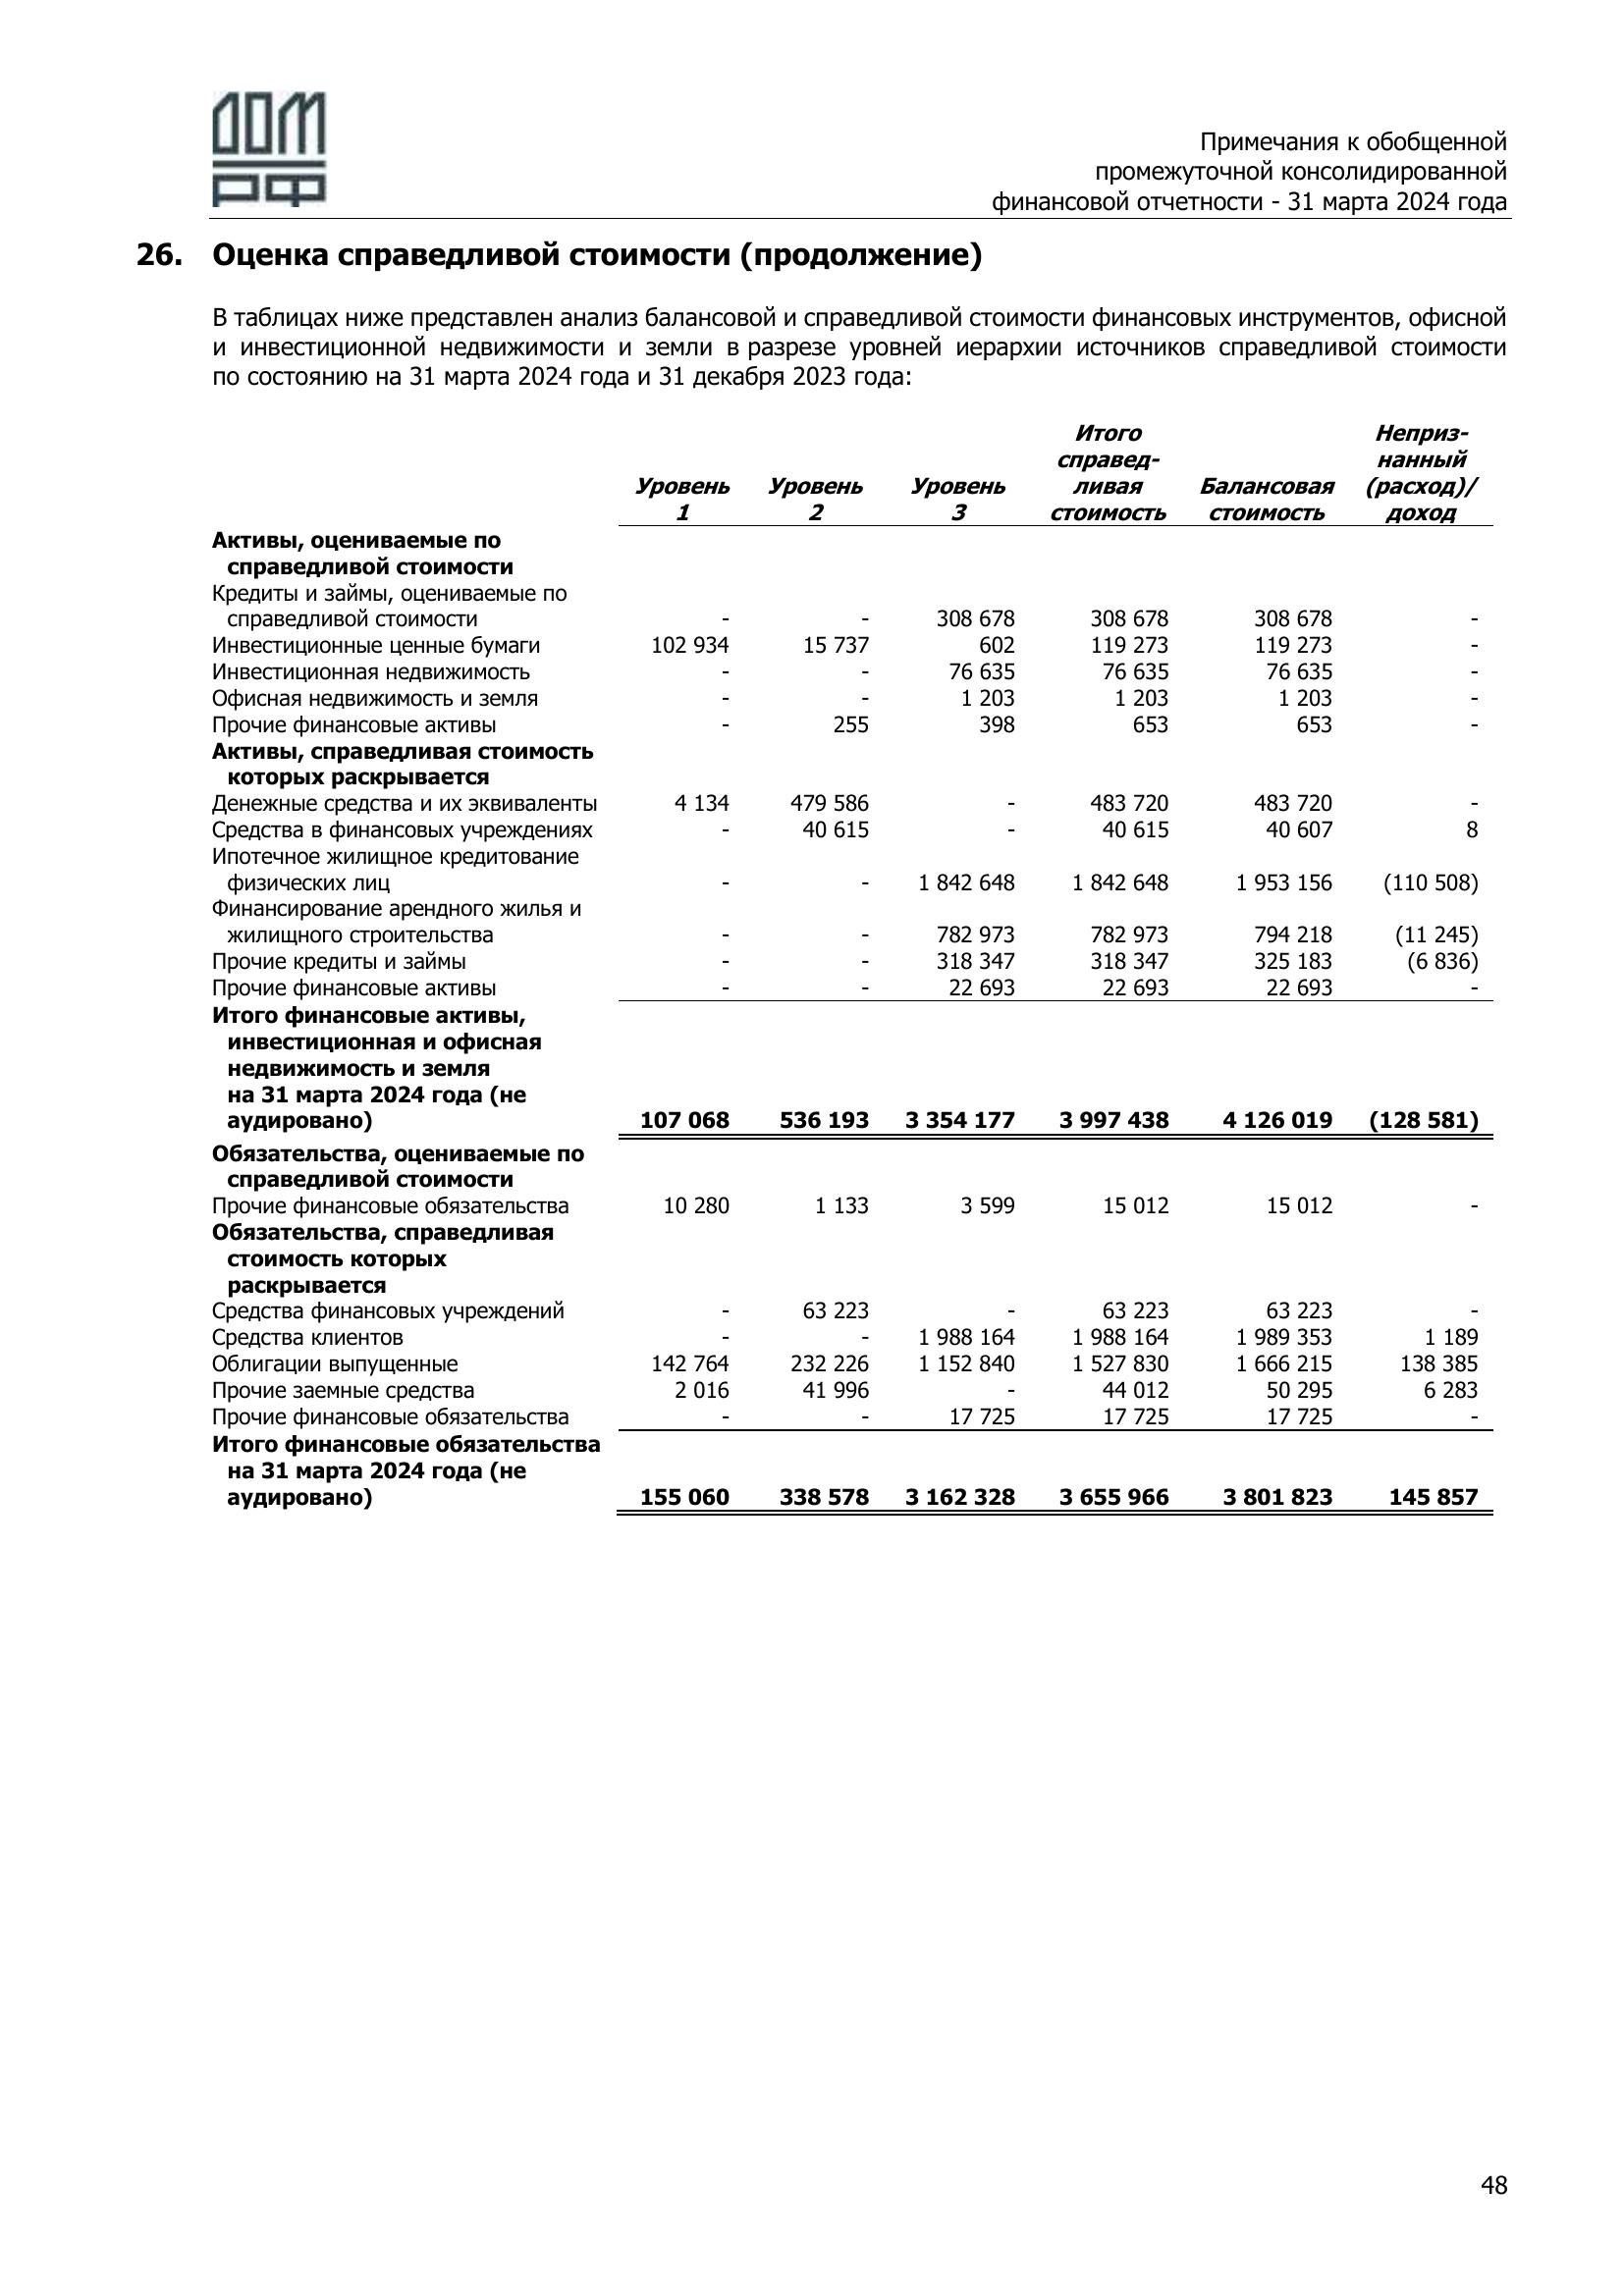 ДОМ
РФ
Примечания к обобщенной
промежуточной консолидированной
финансовой отчетности - 31 марта 2024 года
26. Оценка справедливой стоимости (продолжение)
В таблицах ниже представлен анализ балансовой и справедливой стоимости финансовых инструментов, офисной
и инвестиционной недвижимости и земли в разрезе уровней иерархии источников справедливой стоимости
по состоянию на 31 марта 2024 года и 31 декабря 2023 года:
Итого Неприз-
справед- нанный
Уровень Уровень Уровень ливая Балансовая (расход)/
1 2 3 стоимость стоимость доход
Активы, оцениваемые по
справедливой стоимости
Кредиты и займы, оцениваемые по
справедливой стоимости - - 308 678 308 678 308 678 -
Инвестиционные ценные бумаги 102 934 15 737 602 119 273 119 273 -
Инвестиционная недвижимость - - 76 635 76 635 76 635 -
Офисная недвижимость и земля - - 1 203 1 203 1 203 -
Прочие финансовые активы - 255 398 653 653 -
Активы, справедливая стоимость
которых раскрывается
Денежные средства и их эквиваленты 4 134 479 586 - 483 720 483 720 -
Средства в финансовых учреждениях - 40 615 - 40 615 40 607 8
Ипотечное жилищное кредитование
физических лиц - - 1 842 648 1 842 648 1 953 156 (110 508)
Финансирование арендного жилья и
жилищного строительства - - 782 973 782 973 794 218 (11 245)
Прочие кредиты и займы - - 318 347 318 347 325 183 (6 836)
Прочие финансовые активы - - 22 693 22 693 22 693 -
Итого финансовые активы,
инвестиционная и офисная
недвижимость и земля
на 31 марта 2024 года (не
аудировано) 107 068 536 193 3 354 177 3 997 438 4 126 019 (128 581)
Обязательства, оцениваемые по
справедливой стоимости
Прочие финансовые обязательства 10 280 1 133 3 599 15 012 15 012 -
Обязательства, справедливая
стоимость которых
раскрывается
Средства финансовых учреждений - 63 223 - 63 223 63 223 -
Средства клиентов - - 1 988 164 1 988 164 1 989 353 1 189
Облигации выпущенные 142 764 232 226 1 152 840 1 527 830 1 666 215 138 385
Прочие заемные средства 2 016 41 996 - 44 012 50 295 6 283
Прочие финансовые обязательства - - 17 725 17 725 17 725 -
Итого финансовые обязательства
на 31 марта 2024 года (не
аудировано) 155 060 338 578 3 162 328 3 655 966 3 801 823 145 857
48